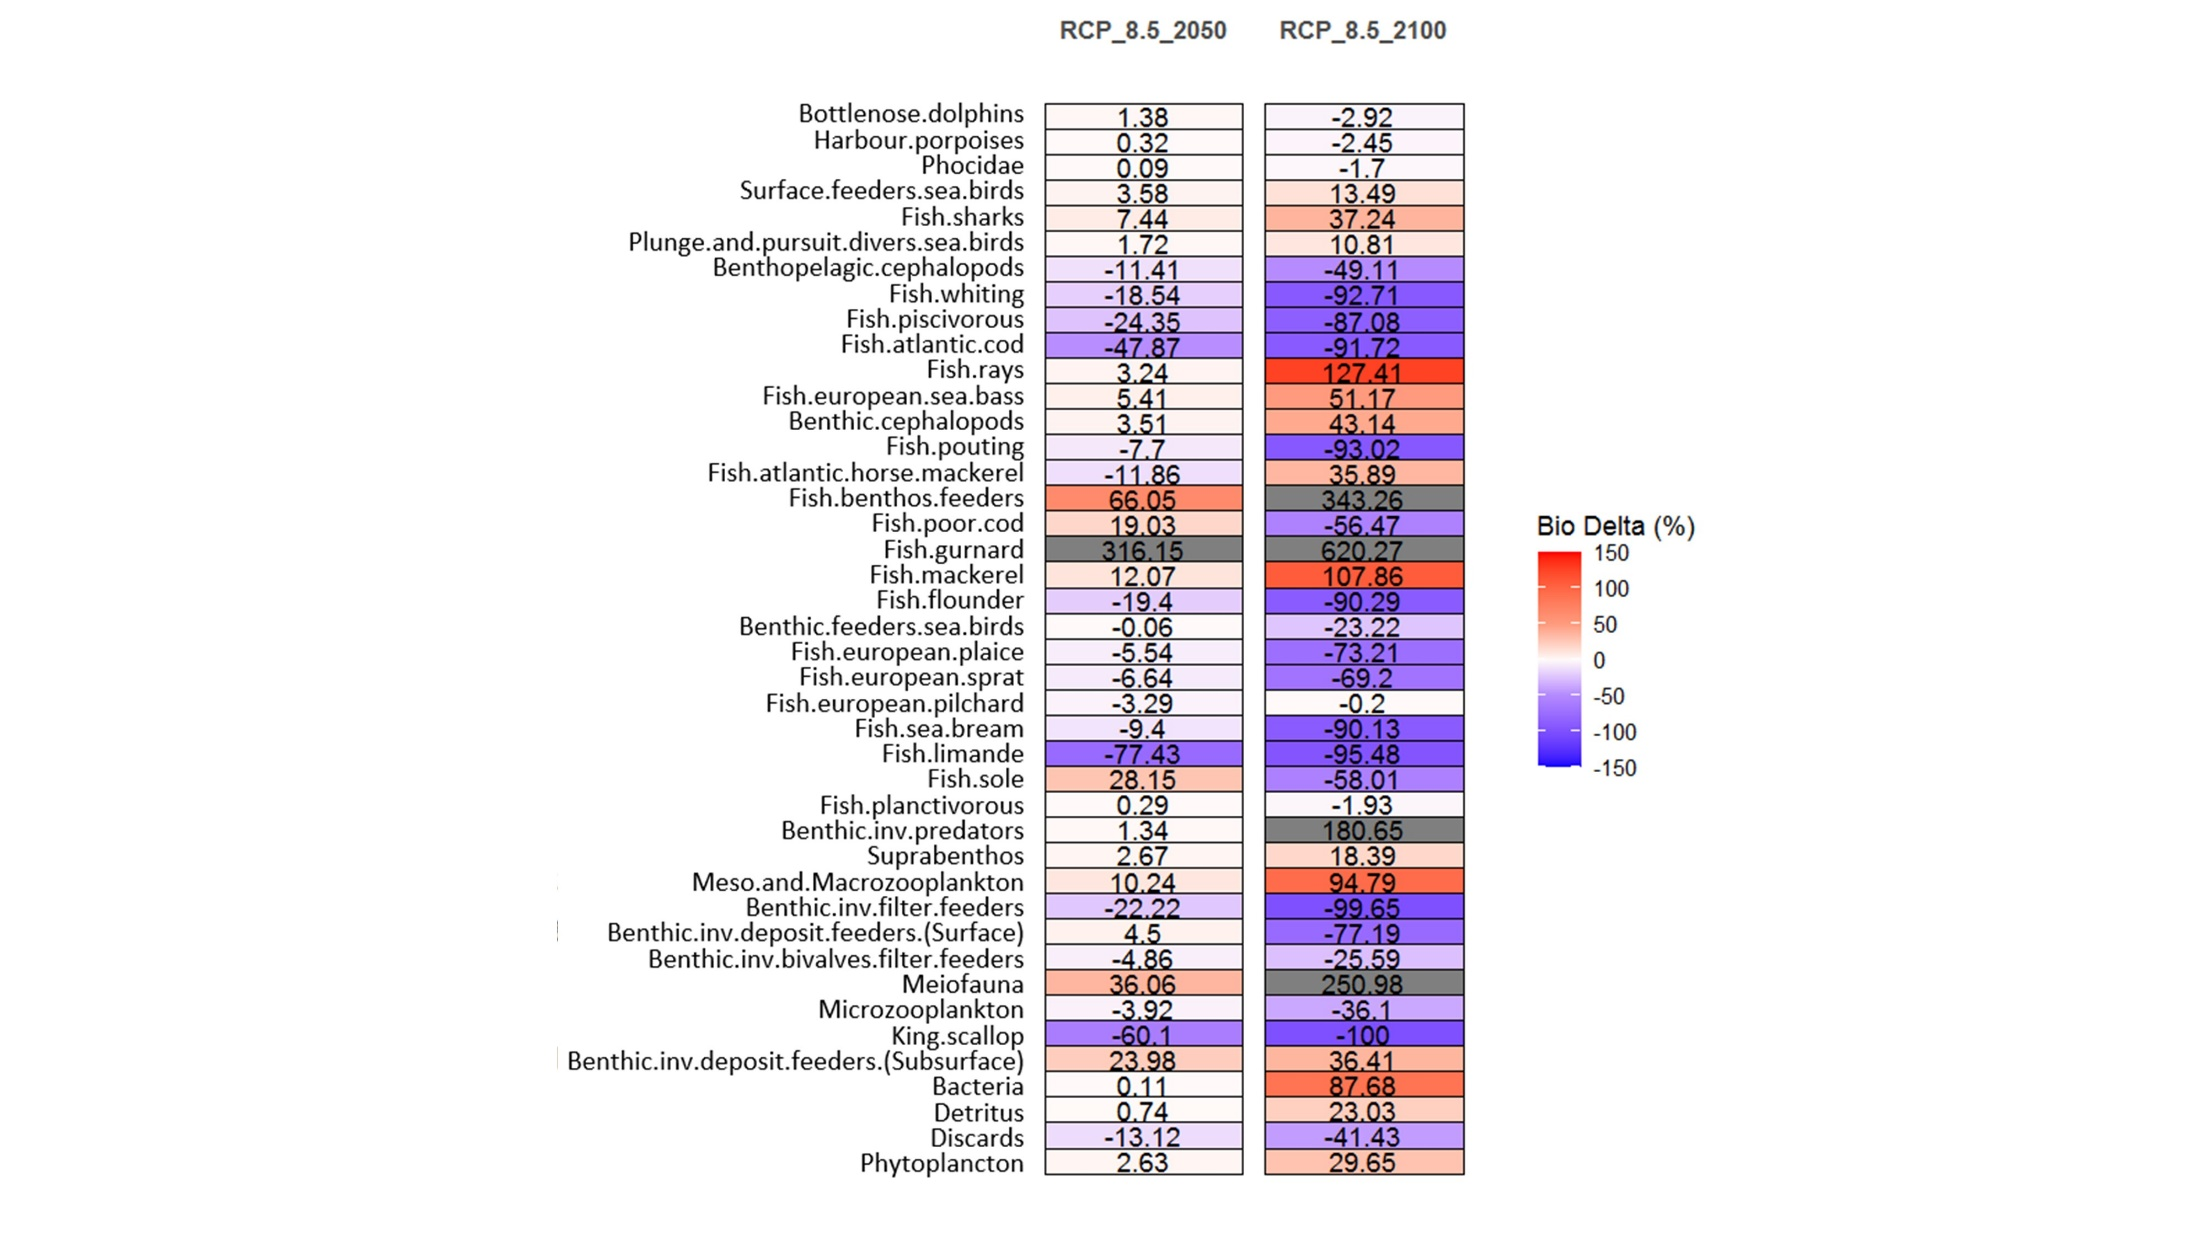 RCP_8.5_2050 RCP_8.5_2100
Bottlenose.dolphins 1.38 -2.92
Harbour.porpoises 0.32 -2.45
Phocidae 0.09 -1.7
Surface.feeders.sea.birds 3.58 13.49
Fish.sharks 7.44 37.24
Plunge.and.pursuit.divers.sea.birds 1.72 10.81
Benthopelagic.cephalopods -11.41 -49.11
Fish.whiting -18.54 -92.71
Fish.piscivorous -24.35 -87.08
Fish.atlantic.cod -47.87 -91.72
Fish.rays 3.24 127.41
Fish.european.sea.bass 5.41 51.17
Benthic.cephalopods 3.51 43.14
Fish.pouting -7.7 -93.02
Fish.atlantic.horse.mackerel -11.86 35.89
Fish.benthos.feeders 66.05 343.26
Fish.poor.cod 19.03 -56.47
Fish.gurnard 316.15 620.27
Fish.mackerel 12.07 107.86
Fish.flounder -19.4 -90.29
Benthic.feeders.sea.birds -0.06 -23.22
Fish.european.plaice -5.54 -73.21
Fish.european.sprat -6.64 -69.2
Fish.european.pilchard -3.29 -0.2
Fish.sea.bream -9.4 -90.13
Fish.limande -77.43 -95.48
Fish.sole 28.15 -58.01
Fish.planctivorous 0.29 -1.93
Benthic.inv.predators 1.34 180.65
Suprabenthos 2.67 18.39
Meso.and.Macrozooplankton 10.24 94.79
Benthic.inv.filter.feeders -22.22 -99.65
Benthic.inv.deposit.feeders.(Surface) 4.5 -77.19
Benthic.inv.bivalves.filter.feeders -4.86 -25.59
Meiofauna 36.06 250.98
Microzooplankton -3.92 -36.1
King.scallop -60.1 -100
Benthic.inv.deposit.feeders.(Subsurface) 23.98 36.41
Bacteria 0.11 87.68
Detritus 0.74 23.03
Discards -13.12 -41.43
Phytoplancton 2.63 29.65
Bio Delta (%)
150
100
50
0
-50
-100
-150